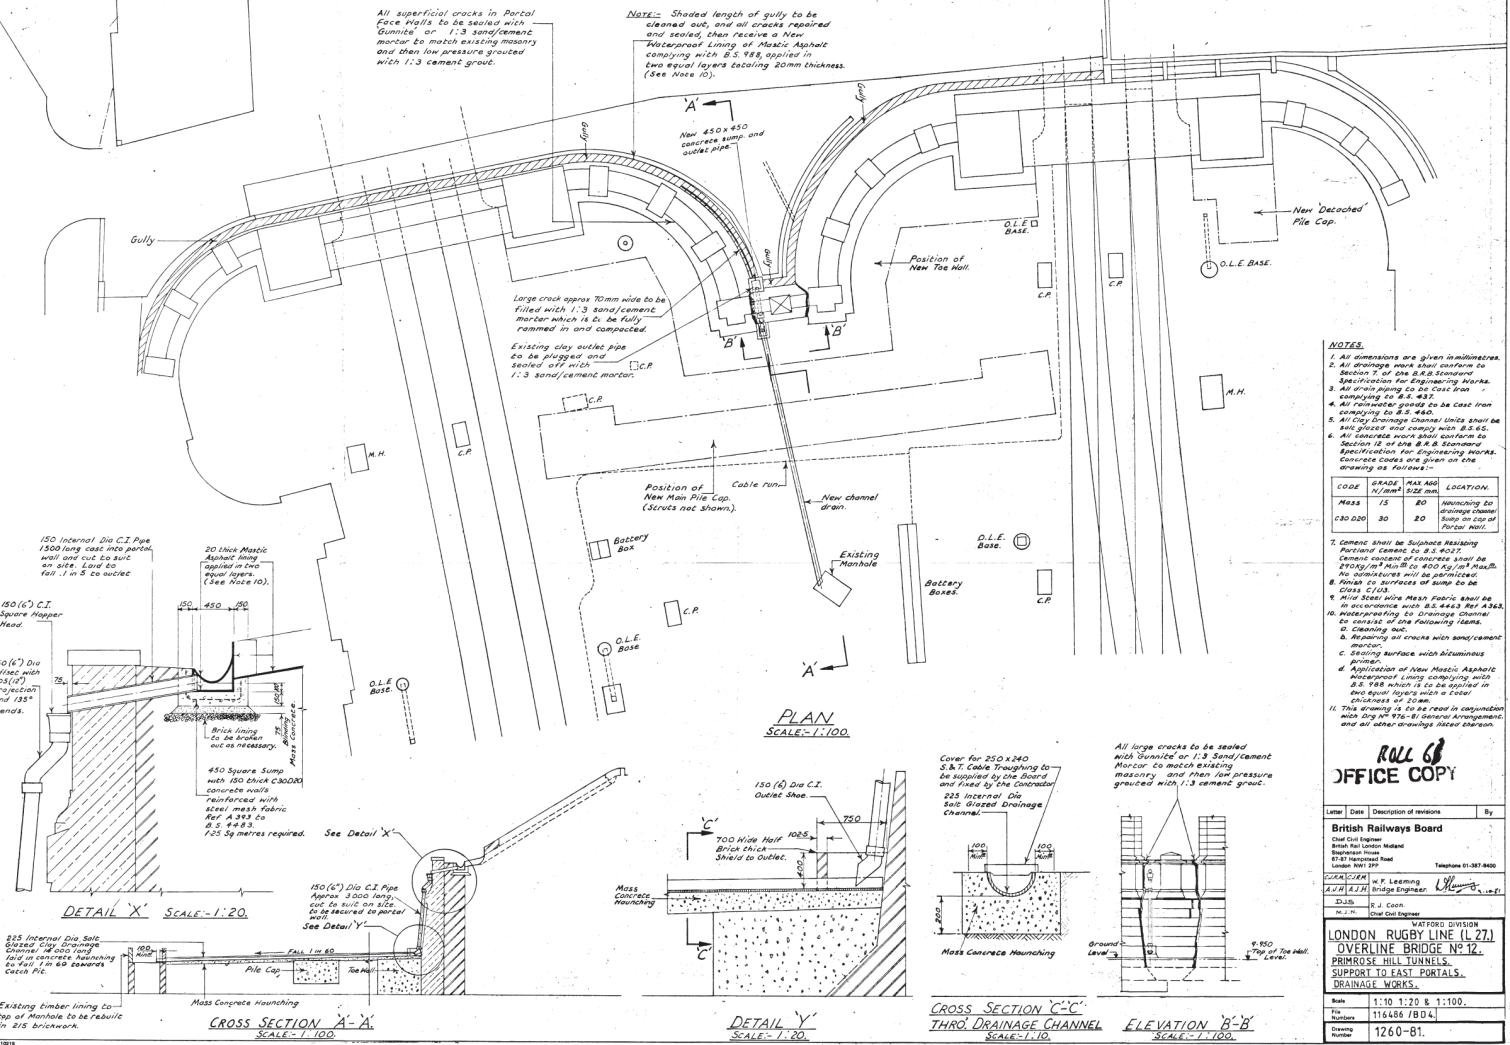 All superficial cracks in Portal
Face Walls to be sealed with
'Gunnite' or 1:3 sand/cement
mortar to match existing masonry
and then low pressure grouted
with 1:3 cement grout.
NOTE:- Shaded length of gully to be
cleaned out, and all cracks repaired
and sealed, then receive a New
Waterproof Lining of Mastic Asphalt
complying with B.S. 988, applied in
two equal layers totaling 20mm thickness.
(See Note 10).
'A'
New 450 x 450
concrete sump and
outlet pipe.
Gully
Gully
Gully
Gully
O.L.E
BASE.
New 'Detached'
Pile Cap.
Position of
New Toe Wall.
O.L.E. BASE.
C.P.
C.P.
Large crack approx 70mm wide to be
filled with 1:3 sand/cement
mortar which is to be fully
rammed in and compacted.
Existing clay outlet pipe
to be plugged and
sealed off with
1:3 sand/cement mortar.
C.P.
'B'
'B'
C.P.
M.H.
M.H.
C.P.
Position of
New Main Pile Cap.
(Struts not shown).
Cable run.
New channel
drain.
Battery
Box
Existing
Manhole
O.L.E.
Base.
Battery
Boxes.
C.P.
C.P.
O.L.E.
Base
O.L.E
Base.
'A'
PLAN
SCALE:- 1:100.
NOTES.
1. All dimensions are given in millimetres.
2. All drainage work shall conform to
Section 7. of the B.R.B. Standard
Specification for Engineering Works.
3. All drain piping to be Cast Iron
complying to B.S. 437.
4. All rainwater goods to be Cast Iron
complying to B.S. 460.
5. All Clay Drainage Channel Units shall be
salt glazed and comply with B.S. 65.
6. All concrete work shall conform to
Section 12 of the B.R.B. Standard
Specification for Engineering Works.
Concrete Codes are given on the
drawing as follows:-
CODE GRADE N/mm² MAX. AGG SIZE mm. LOCATION.
MASS 15 20 Haunching to drainage channel
C30D20 30 20 Sump on top of Portal Wall.
7. Cement shall be Sulphate Resisting
Portland Cement to B.S. 4027.
Cement content of concrete shall be
290Kg/m³ Min m to 400 Kg/m³ Max m.
No admixtures will be permitted.
8. Finish to surfaces of sump to be
Class C/U3.
9. Mild Steel Wire Mesh Fabric shall be
in accordance with B.S. 4463 Ref A363.
10. Waterproofing to Drainage Channel
to consist of the following items.
a. Cleaning out.
b. Repairing all cracks with sand/cement
mortar.
c. Sealing surface with bituminous
primer.
d. Application of New Mastic Asphalt
Waterproof Lining complying with
B.S. 988 which is to be applied in
two equal layers with a total
thickness of 20mm.
11. This drawing is to be read in conjunction
with Drg Nº 976-81 General Arrangement,
and all other drawings listed thereon.
ROLL 61
OFFICE COPY
Letter Date Description of revisions By
British Railways Board
Chief Civil Engineer
British Rail London Midland
Stephenson House
67-87 Hampstead Road
London NW1 2PP Telephone 01-387-9400
C.J.R.M. C.J.R.M.
A.J.H A.J.H
W.F. Leeming
Bridge Engineer
D.J.S
M.J.N.
R.J. Coon.
Chief Civil Engineer
WATFORD DIVISION
LONDON RUGBY LINE (L 27.)
OVERLINE BRIDGE Nº 12.
PRIMROSE HILL TUNNELS.
SUPPORT TO EAST PORTALS.
DRAINAGE WORKS.
Scale 1:10 1:20 & 1:100.
File Numbers 116486 /BD4.
Drawing Number 1260-81.
150 Internal Dia C.I. Pipe
1500 long cast into portal
wall and cut to suit
on site. Laid to
fall .1 in 5 to outlet
20 thick Mastic
Asphalt lining
applied in two
equal layers.
(See Note 10).
150 (6") C.I.
Square Hopper
Head.
150
450
150
75
Brick lining
to be broken
out as necessary.
75
Blinding
Mass Concrete.
450 Square Sump
with 150 thick C30D20
concrete walls
reinforced with
steel mesh fabric
Ref A 393 to
B.S. 4483.
1·25 Sq metres required.
DETAIL 'X' SCALE:- 1:20.
See Detail 'X'
150 (6") Dia C.I. Pipe
Approx 3000 long,
cut to suit on site,
to be secured to portal
wall.
See Detail 'Y'
225 Internal Dia. Salt
Glazed Clay Drainage
Channel 14 000 long
laid in concrete haunching
to fall 1 in 60 towards
Catch Pit.
100
Min m
FALL 1 in 60
Pile Cap
Toe Wall
Mass Concrete Haunching
Existing timber lining to
top of Manhole to be rebuilt
in 215 brickwork.
CROSS SECTION 'A'-'A'.
SCALE:- 1:100.
150 (6) Dia C.I.
Outlet Shoe.
'C'
750
700 Wide Half
Brick thick
Shield to Outlet.
102·5
400
Mass
Concrete
Haunching
'C'
DETAIL 'Y'
SCALE:- 1:20.
Cover for 250 x 240
S.& T. Cable Troughing to
be supplied by the Board
and fixed by the Contractor
225 Internal Dia
Salt Glazed Drainage
Channel.
100
Min m
100
Min m
200
Mass Concrete Haunching
CROSS SECTION 'C'-'C'
THRO'. DRAINAGE CHANNEL
SCALE:- 1:10.
All large cracks to be sealed
with 'Gunnite' or 1:3 Sand/Cement
Mortar to match existing
masonry and then low pressure
grouted with 1:3 cement grout.
Ground
Level
9·950
Top of Toe Wall
Level.
ELEVATION 'B'-'B'
SCALE:- 1:100.